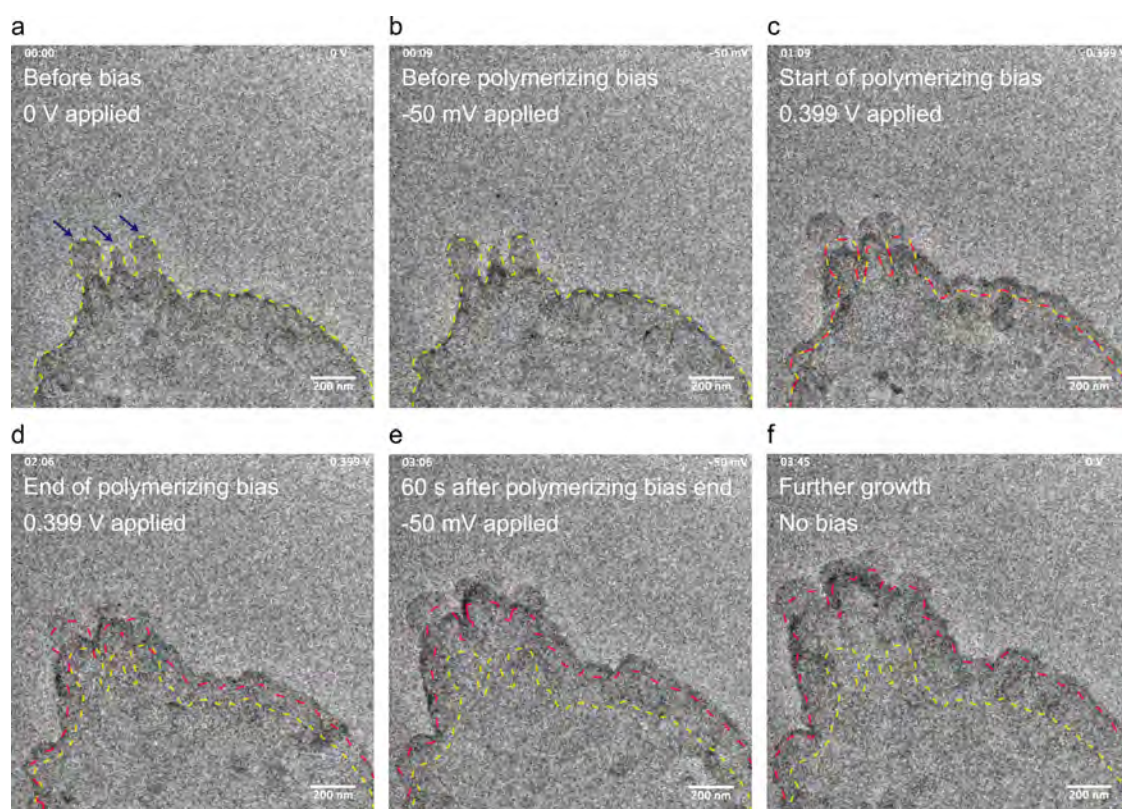 a
00:00
0 V
Before bias
0 V applied
200 nm
b
00:09
-50 mV
Before polymerizing bias
-50 mV applied
200 nm
c
01:09
0.399 V
Start of polymerizing bias
0.399 V applied
200 nm
d
02:06
0.399 V
End of polymerizing bias
0.399 V applied
200 nm
e
03:06
-50 mV
60 s after polymerizing bias end
-50 mV applied
200 nm
f
03:45
0 V
Further growth
No bias
200 nm